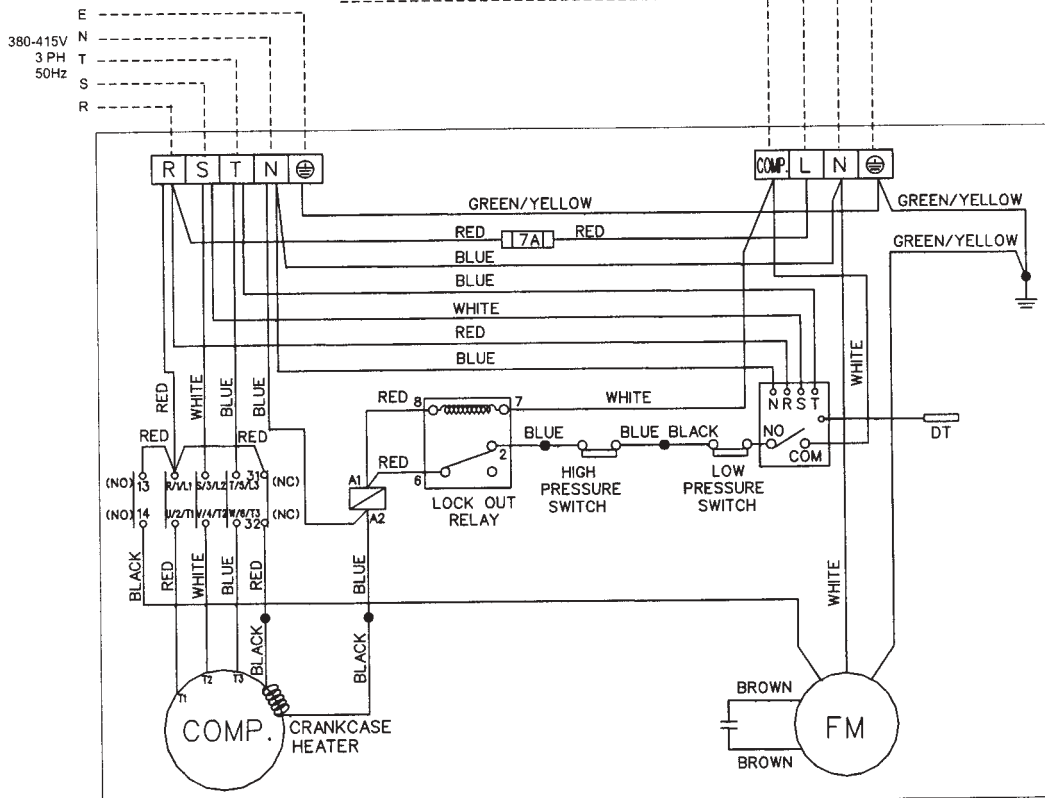 E
380-415V N
3 PH T
50Hz
S
R
R S T N
COMP. L N
GREEN/YELLOW
GREEN/YELLOW
RED 7A RED
GREEN/YELLOW
BLUE
BLUE
WHITE
RED
BLUE
WHITE
RED
WHITE
BLUE
BLUE
RED 8
7 WHITE
N R S T
DT
RED
RED
NO
COM
BLUE
BLUE BLACK
2
RED
6
HIGH
PRESSURE
SWITCH
LOW
PRESSURE
SWITCH
LOCK OUT
RELAY
(NO) 13 R/1/L1 S/3/L2 T/5/L3 31 (NC)
A1
A2
(NO) 14 U/2/T1 V/4/T2 W/6/T3 32 (NC)
BLACK
RED
WHITE
BLUE
RED
BLUE
WHITE
BLACK
BLACK
T1
T2
T3
COMP.
CRANKCASE
HEATER
BROWN
FM
BROWN